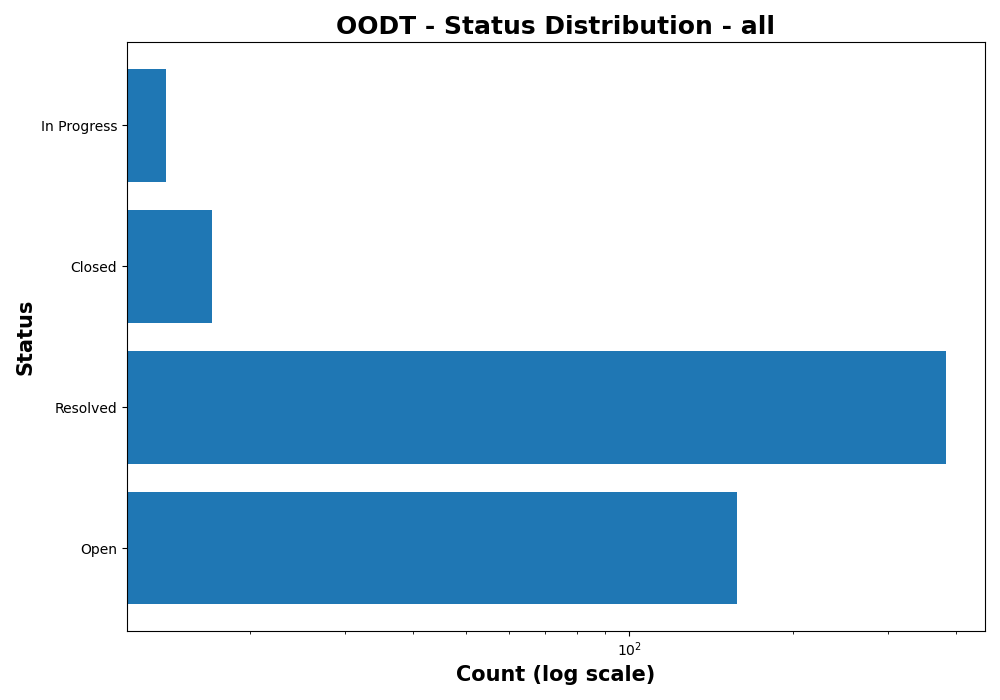 OODT - Status Distribution - all
In Progress
Closed
Resolved
Open
Status
10²
Count (log scale)